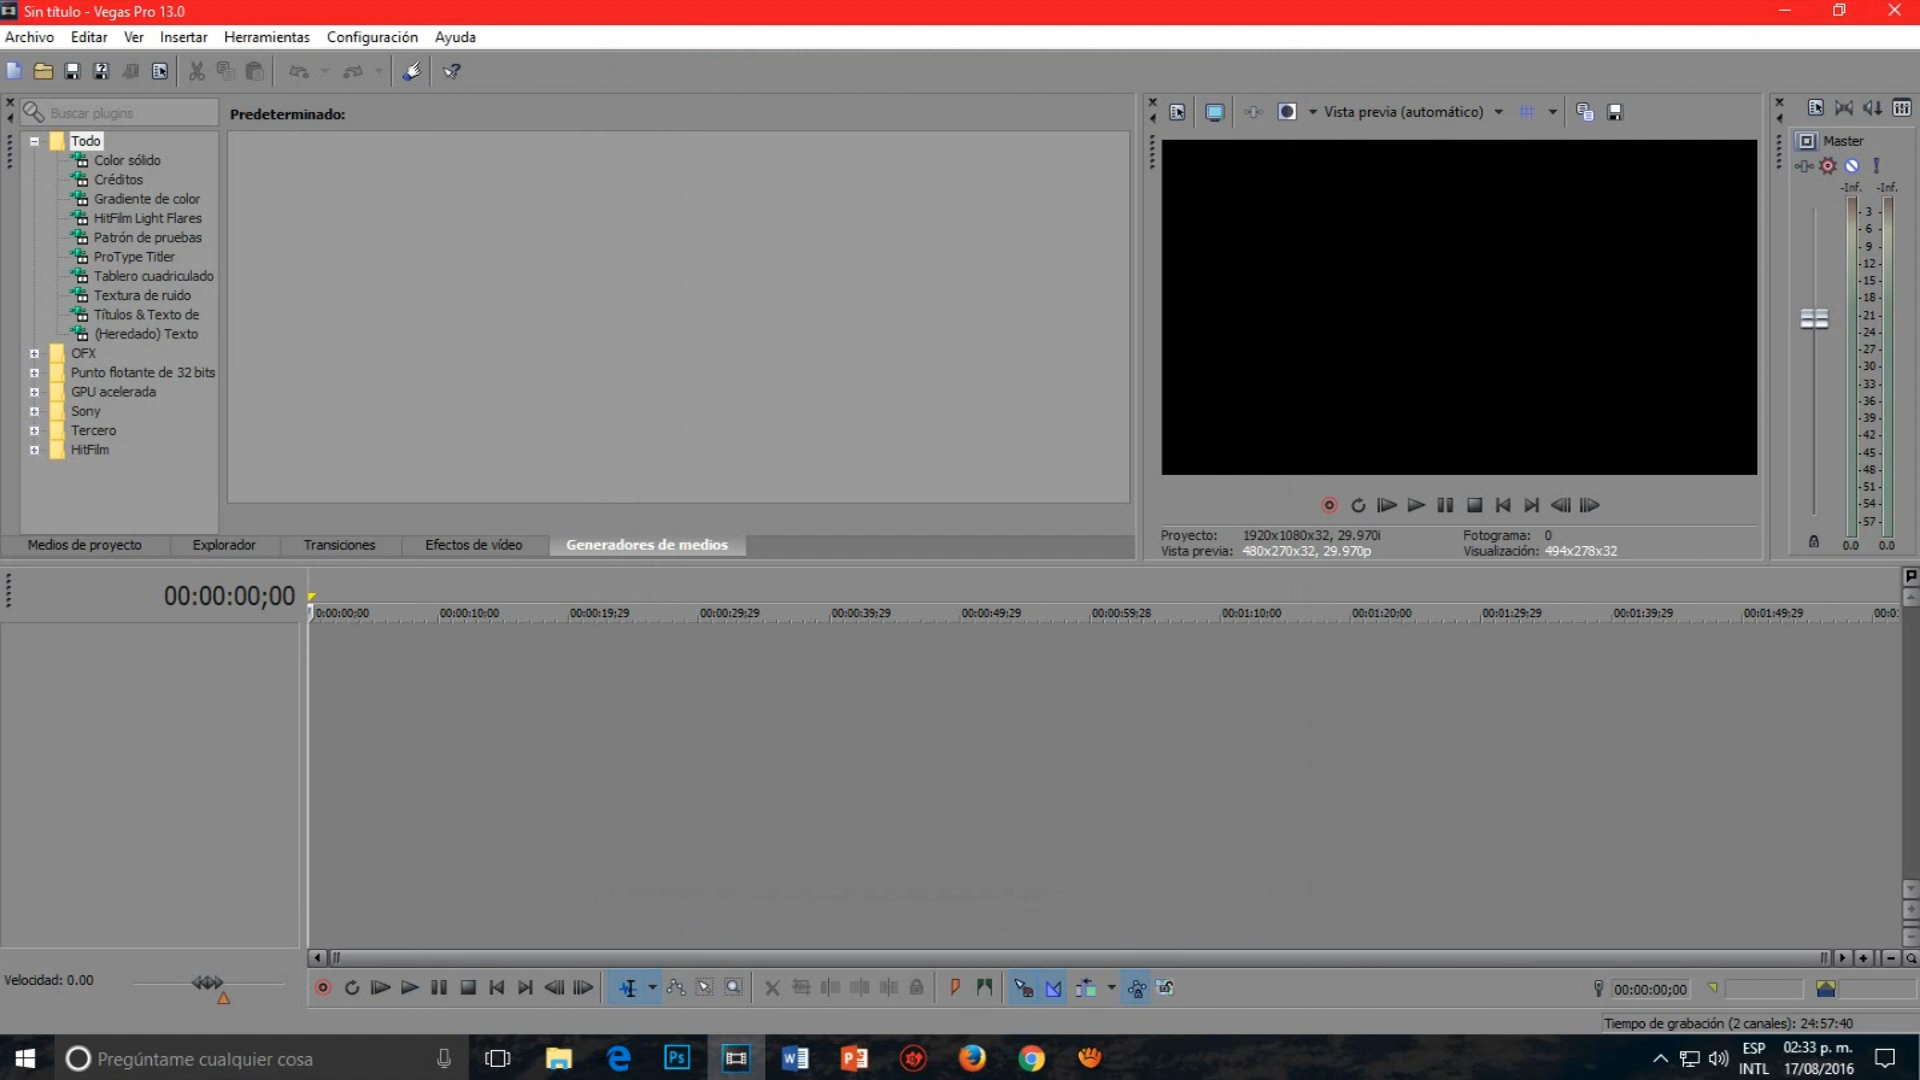 Sin título - Vegas Pro 13.0
Archivo Editar Ver Insertar Herramientas Configuración Ayuda
Buscar plugins
Predeterminado:
Todo
Color sólido
Créditos
Gradiente de color
HitFilm Light Flares
Patrón de pruebas
ProType Titler
Tablero cuadriculado
Textura de ruido
Títulos & Texto de
(Heredado) Texto
OFX
Punto flotante de 32 bits
GPU acelerada
Sony
Tercero
HitFilm
Medios de proyecto Explorador Transiciones Efectos de vídeo Generadores de medios
Vista previa (automático)
Proyecto: 1920x1080x32, 29.970i Fotograma: 0
Vista previa: 480x270x32, 29.970p Visualización: 494x278x32
Master
-Inf. -Inf.
- 3 -
- 6 -
- 9 -
-12-
-15-
-18-
-21-
-24-
-27-
-30-
-33-
-36-
-39-
-42-
-45-
-48-
-51-
-54-
-57-
0.0 0.0
00:00:00;00
0:00:00;00 00:00:10;00 00:00:19;29 00:00:29;29 00:00:39;29 00:00:49;29 00:00:59;28 00:01:10;00 00:01:20;00 00:01:29;29 00:01:39;29 00:01:49;29 00:0
Velocidad: 0.00
00:00:00;00
Tiempo de grabación (2 canales): 24:57:40
Pregúntame cualquier cosa
Ps
ESP
INTL
02:33 p. m.
17/08/2016